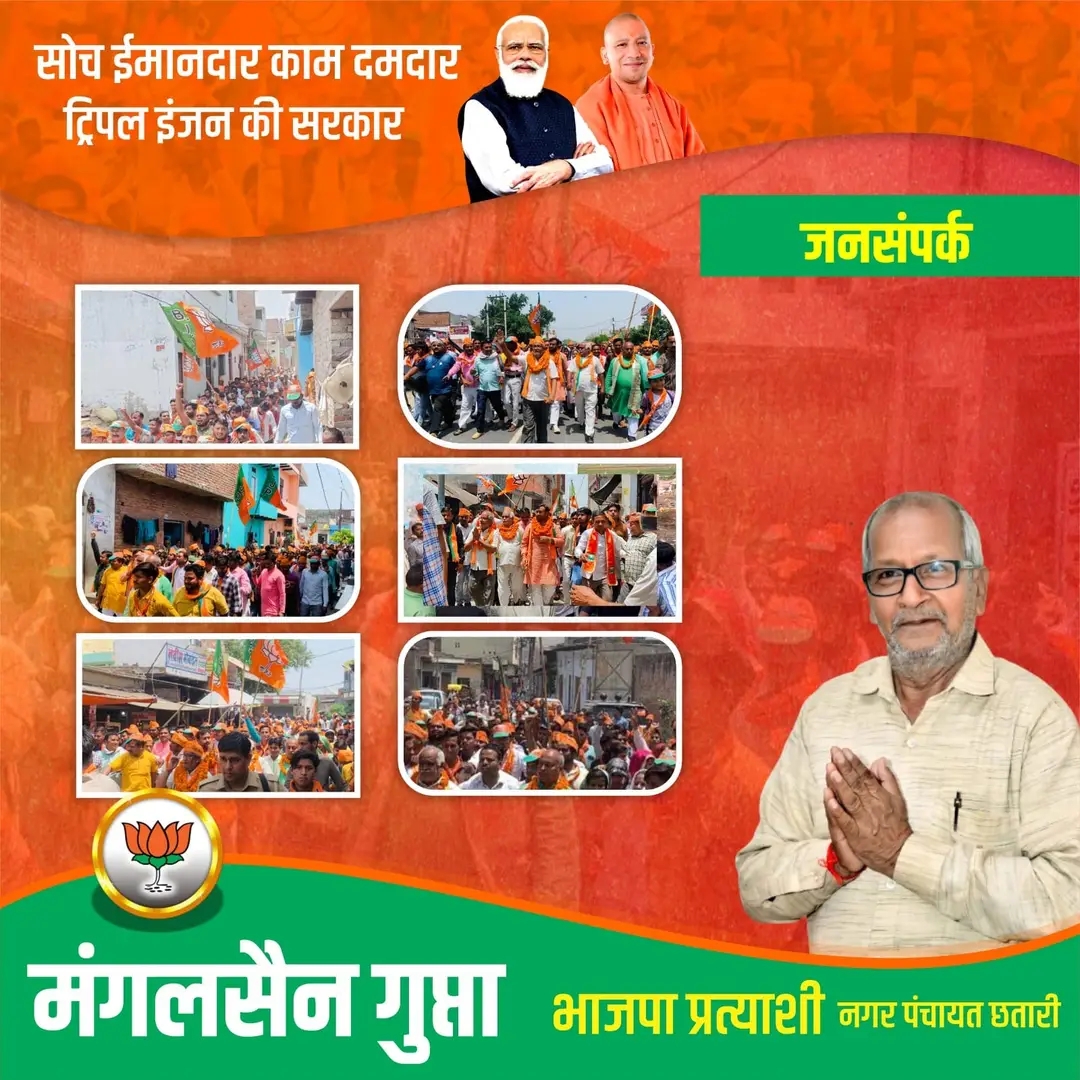 सोच ईमानदार काम दमदार
ट्रिपल इंजन की सरकार
जनसंपर्क
मंगलसैन गुप्ता
भाजपा प्रत्याशी नगर पंचायत छतारी